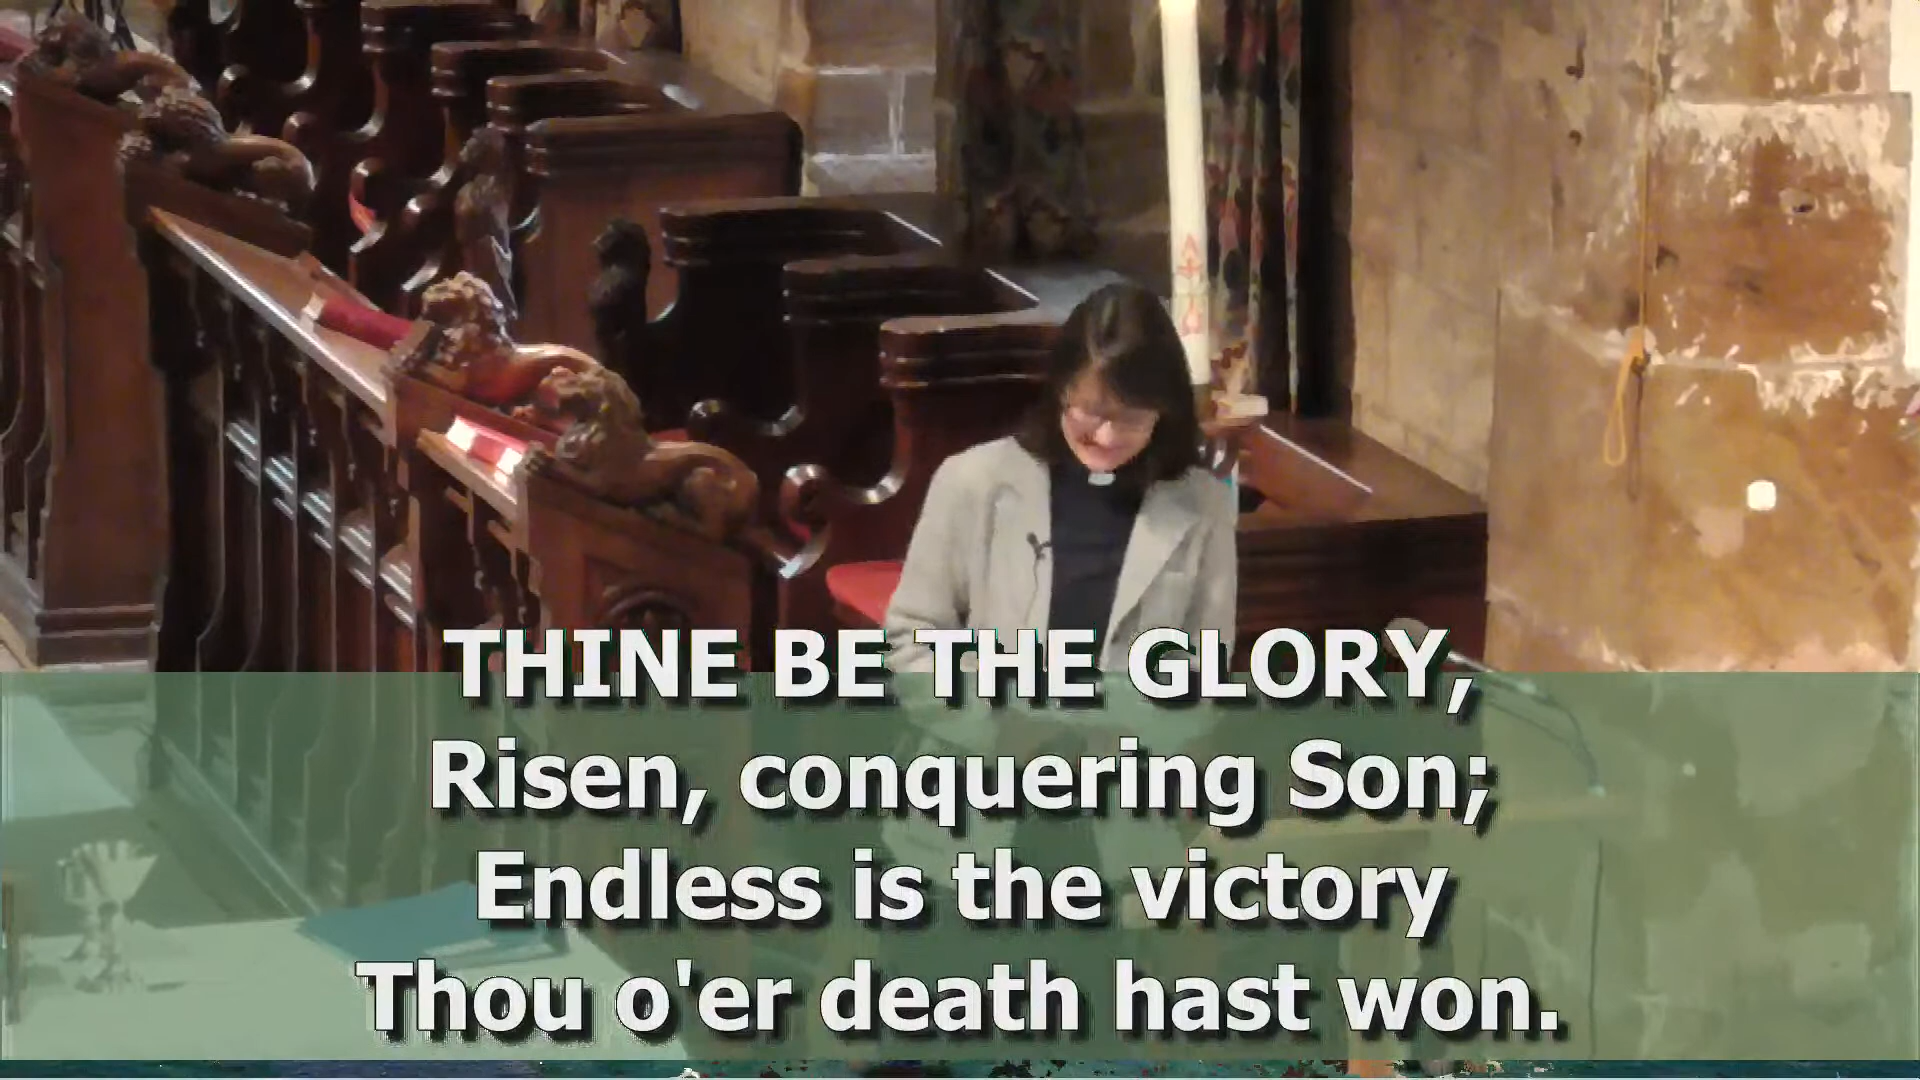 THINE BE THE GLORY,
Risen, conquering Son;
Endless is the victory
Thou o'er death hast won.